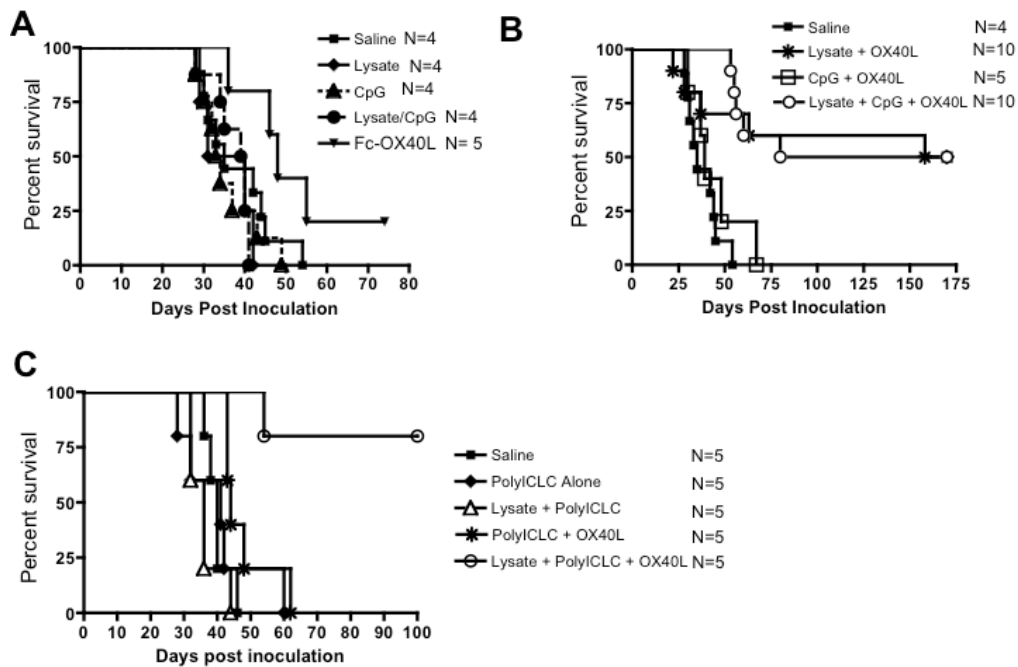 A
Percent survival
100
75
50
25
0
0 10 20 30 40 50 60 70 80
Days Post Inoculation
Saline N=4
Lysate N=4
CpG N=4
Lysate/CpG N=4
Fc-OX40L N= 5
B
Percent survival
100
75
50
25
0
0 25 50 75 100 125 150 175
Days Post Inoculation
Saline N=4
Lysate + OX40L N=10
CpG + OX40L N=5
Lysate + CpG + OX40L N=10
C
Percent survival
100
75
50
25
0
0 10 20 30 40 50 60 70 80 90 100
Days post inoculation
Saline N=5
PolyICLC Alone N=5
Lysate + PolyICLC N=5
PolyICLC + OX40L N=5
Lysate + PolyICLC + OX40L N=5